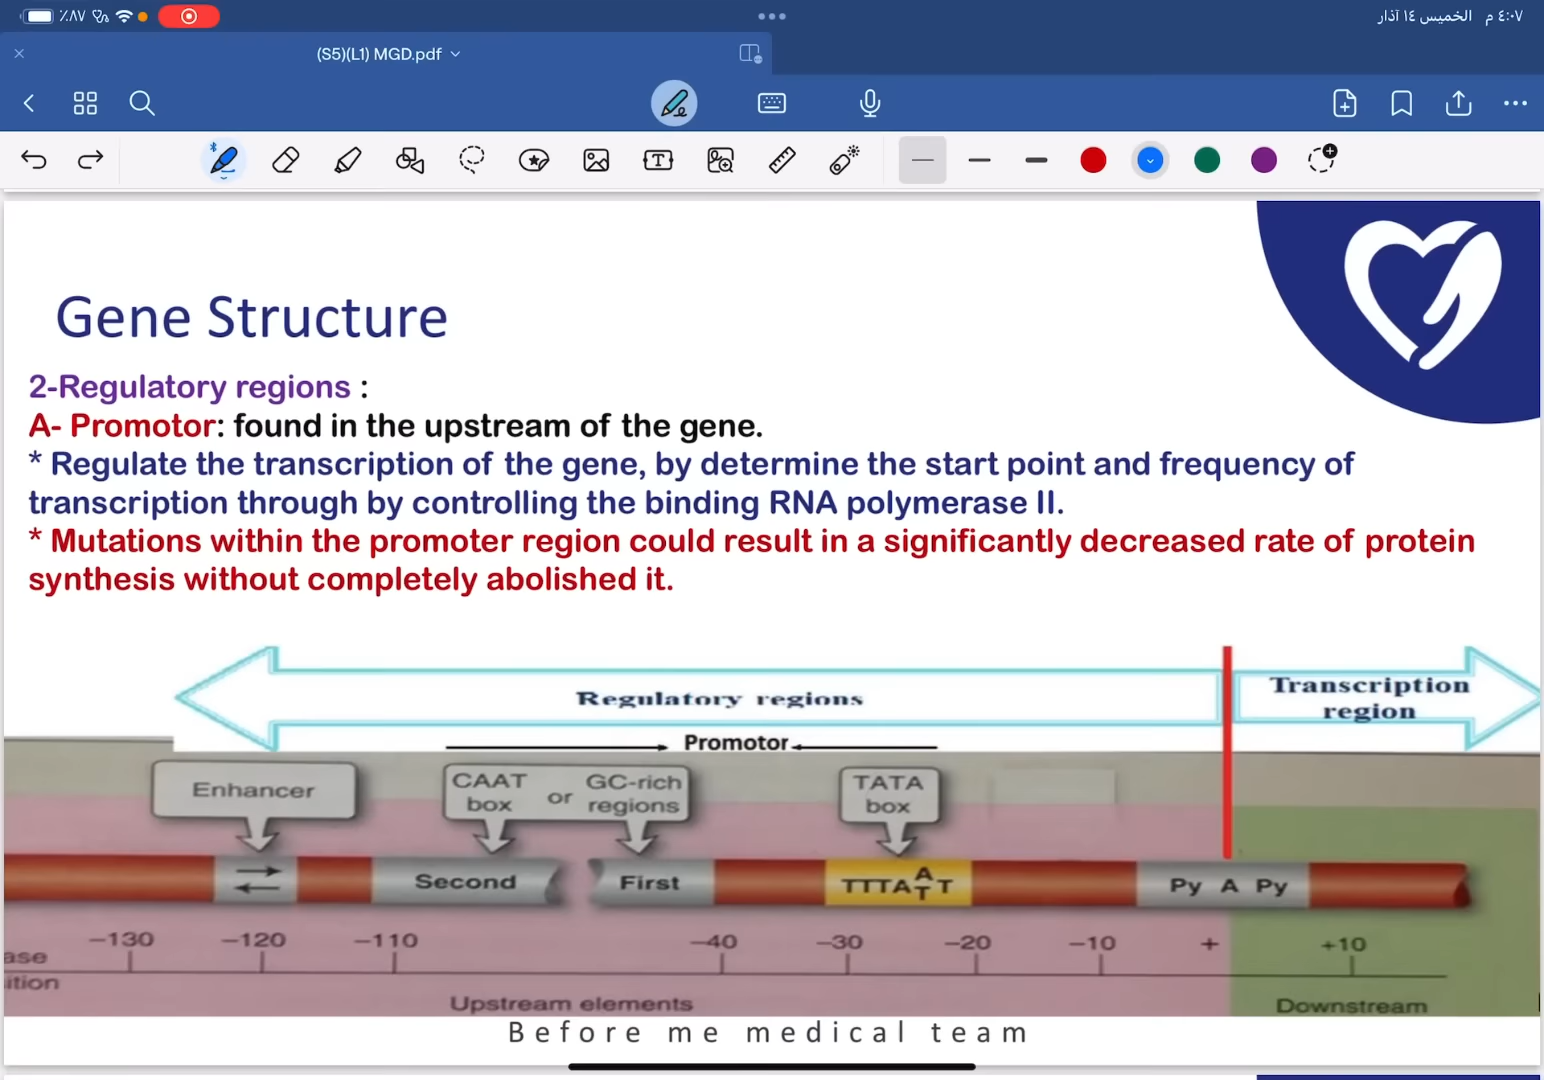 ٪٨٧
٤:٠٧ م الخميس ١٤ آذار
(S5)(L1) MGD.pdf
Gene Structure
2-Regulatory regions :
A- Promotor: found in the upstream of the gene.
* Regulate the transcription of the gene, by determine the start point and frequency of
transcription through by controlling the binding RNA polymerase II.
* Mutations within the promoter region could result in a significantly decreased rate of protein
synthesis without completely abolished it.
Regulatory regions
Transcription
region
Promotor
Enhancer
CAAT
box
or
GC-rich
regions
TATA
box
Second
First
TTTA
A
T
T
Py A Py
−130 −120 −110 −40 −30 −20 −10 + +10
ase
ition
Upstream elements
Downstream
Before me medical team